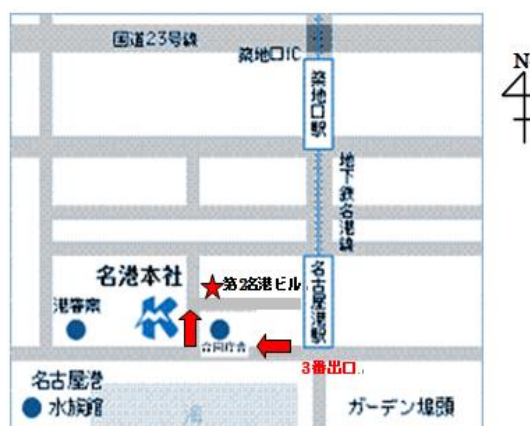 国道23号線
築地口IC
N
築地口駅
地下鉄名港線
名港本社
第2名港ビル
名古屋港駅
港警察
合同庁舎
3番出口
名古屋港
水族館
ガーデン埠頭